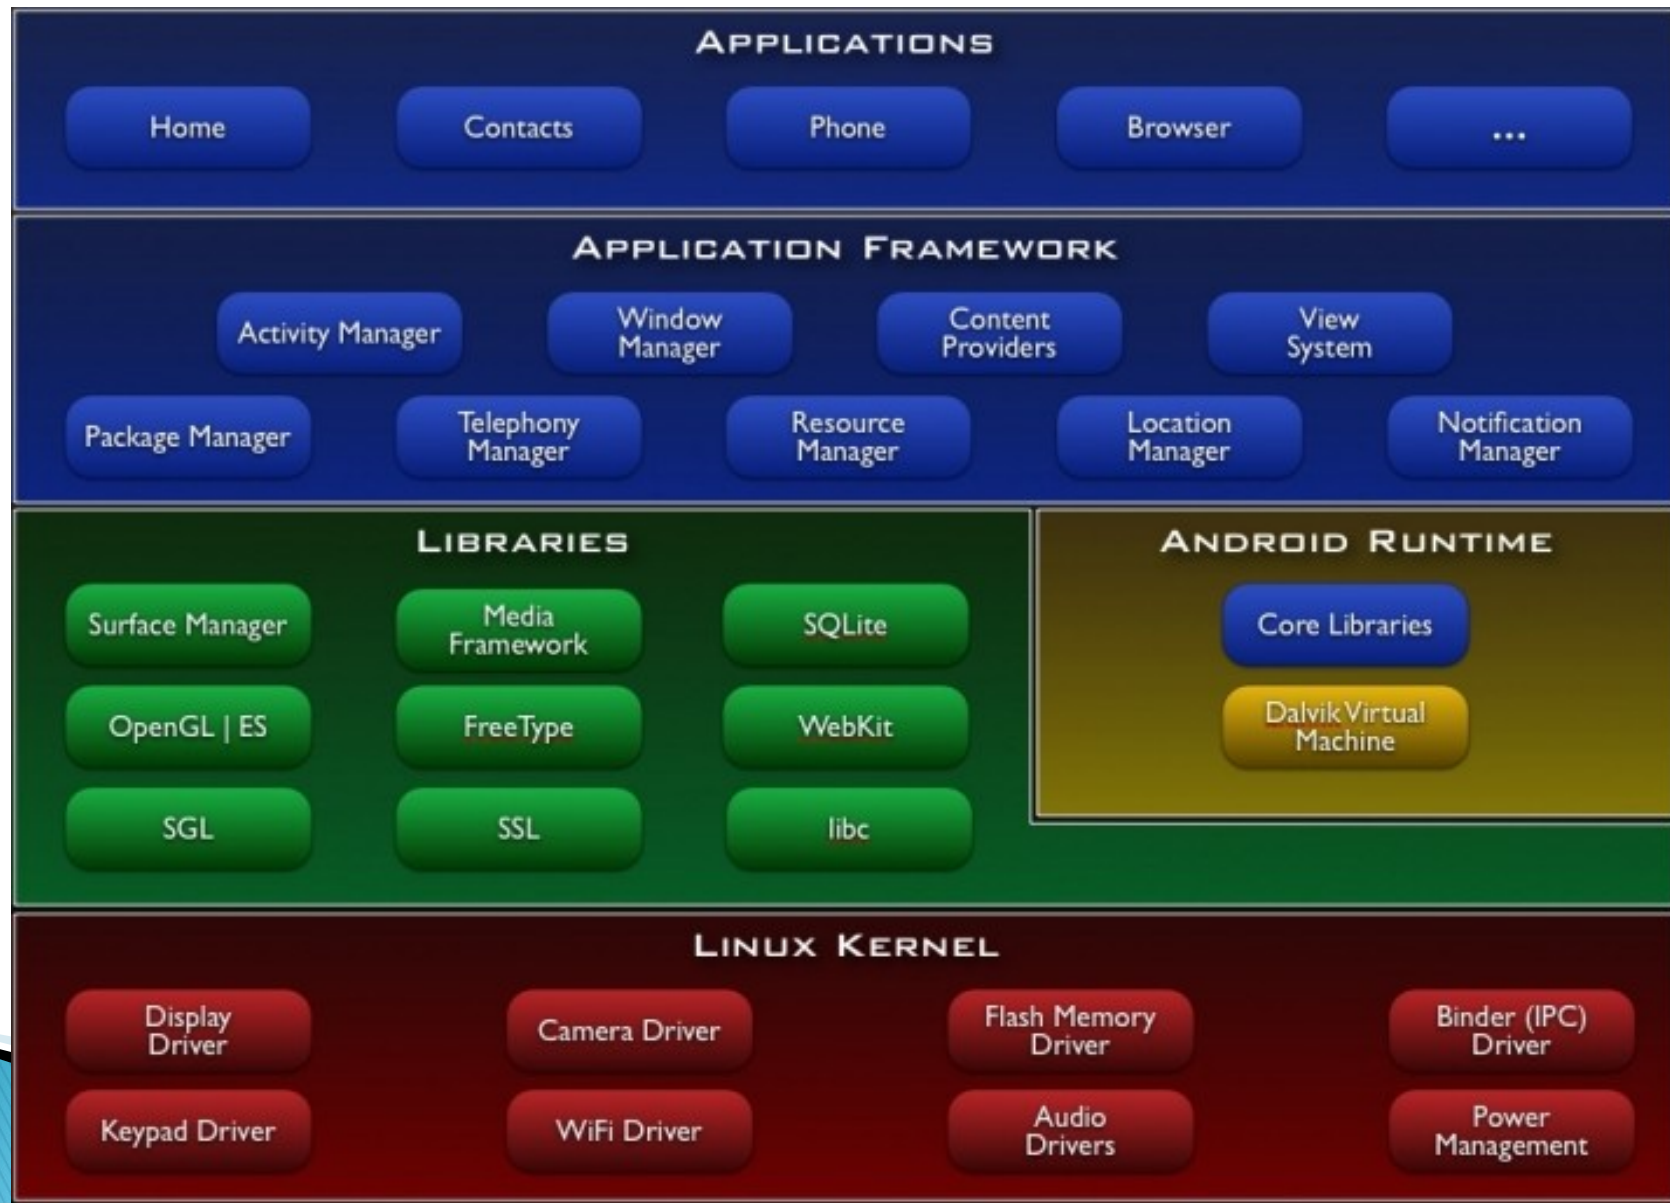 APPLICATIONS
Home
Contacts
Phone
Browser
...
APPLICATION FRAMEWORK
Activity Manager
Window
Manager
Content
Providers
View
System
Package Manager
Telephony
Manager
Resource
Manager
Location
Manager
Notification
Manager
LIBRARIES
Surface Manager
Media
Framework
SQLite
OpenGL | ES
FreeType
WebKit
SGL
SSL
libc
ANDROID RUNTIME
Core Libraries
Dalvik Virtual
Machine
LINUX KERNEL
Display
Driver
Camera Driver
Flash Memory
Driver
Binder (IPC)
Driver
Keypad Driver
WiFi Driver
Audio
Drivers
Power
Management